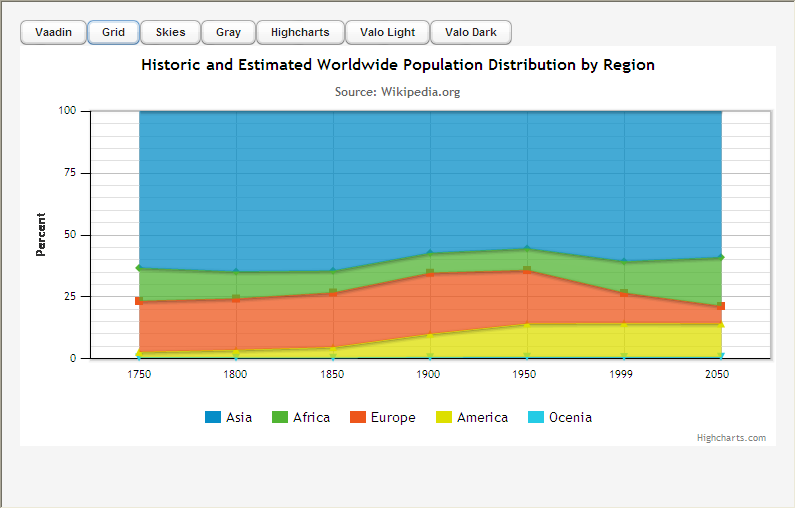 Vaadin Grid Skies Gray Highcharts Valo Light Valo Dark
Historic and Estimated Worldwide Population Distribution by Region
Source: Wikipedia.org
Percent
100
75
50
25
0
1750 1800 1850 1900 1950 1999 2050
Asia Africa Europe America Ocenia
Highcharts.com